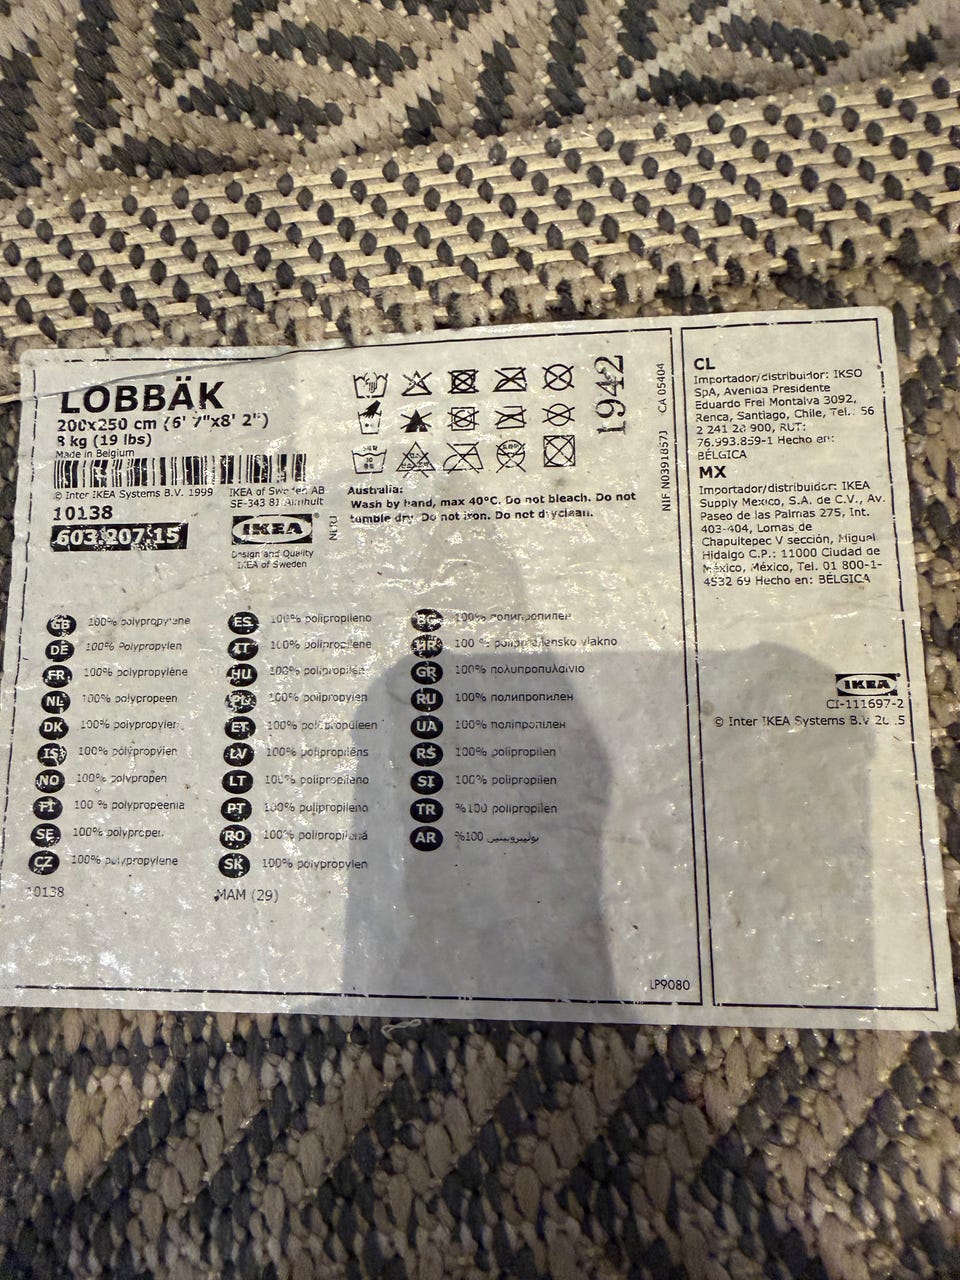 LOBBÄK
200x250 cm (6' 7"x8' 2")
8 kg (19 lbs)
Made in Belgium
© Inter IKEA Systems B.V. 1999
10138
603.207.15
IKEA of Sweden AB
SE-343 81 Älmhult
IKEA®
Design and Quality
IKEA of Sweden
1942
Australia:
Wash by hand, max 40°C. Do not bleach. Do not
tumble dry. Do not iron. Do not dryclean.
CA 05404
NIF N0391857J
GB 100% polypropylene
DE 100% Polypropylen
FR 100% polypropylène
NL 100% polypropeen
DK 100% polypropylen
IS 100% pólýprópýlen
NO 100% polypropen
FI 100 % polypropeenia
SE 100% polypropen
CZ 100% polypropylene
10138
ES 100% polipropileno
IT 100% polipropilene
HU 100% polipropilén
PL 100% polipropylen
ET 100% polüpropüleen
LV 100% polipropilēns
LT 100% polipropileno
PT 100% polipropileno
RO 100% polipropilenă
SK 100% polypropylen
MAM (29)
BG 100% полипропилен
HR 100 % polipropilensko vlakno
GR 100% πολυπροπυλαίνιο
RU 100% полипропилен
UA 100% поліпропілен
RS 100% polipropilen
SI 100% polipropilen
TR %100 polipropilen
AR %100
LP9080
CL
Importador/distribuidor: IKSO
SpA, Avenida Presidente
Eduardo Frei Montalva 3092,
Renca, Santiago, Chile, Tel.: 56
2 241 28 900, RUT:
76.993.859-1 Hecho en:
BÉLGICA
MX
Importador/distribuidor: IKEA
Supply Mexico, S.A. de C.V., Av.
Paseo de las Palmas 275, Int.
403-404, Lomas de
Chapultepec V sección, Miguel
Hidalgo C.P.: 11000 Ciudad de
México, México, Tel. 01 800-1-
4532 69 Hecho en: BÉLGICA
IKEA
CI-111697-2
© Inter IKEA Systems B.V. 2015